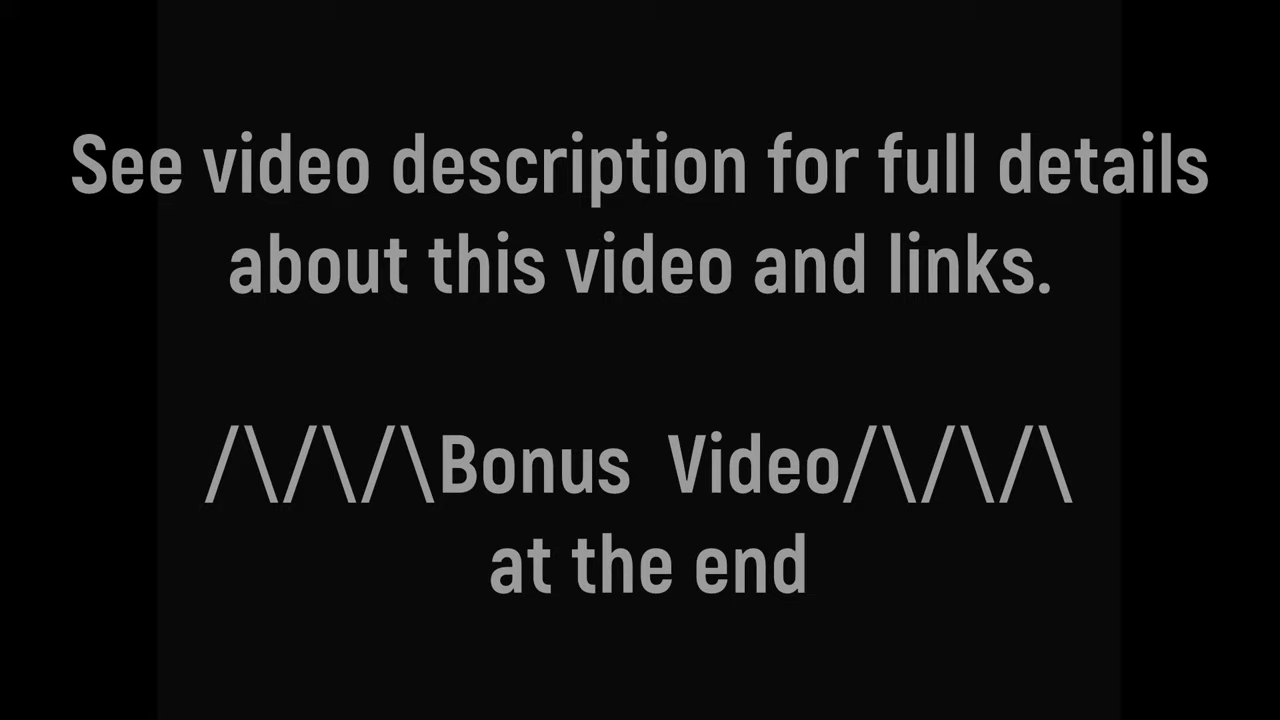 See video description for full details
about this video and links.
/\/\/\Bonus  Video/\/\/\
at the end